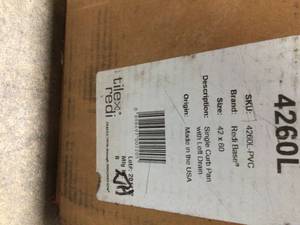 4260L
SKU: 4260L-PVC
Brand: Redi Base®
Size: 42 x 60
Description: Single Curb Pan
with Left Drain
Origin: Made in the USA
tile
redi